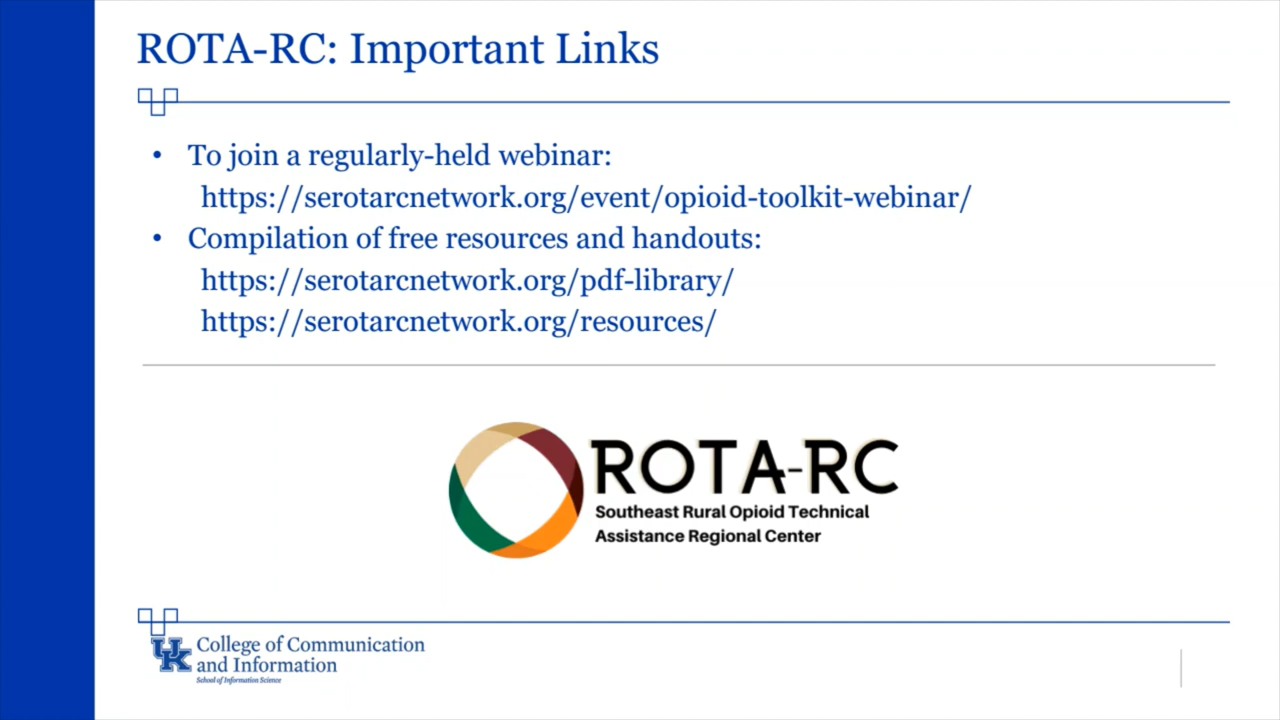 ROTA-RC: Important Links
• To join a regularly-held webinar:
https://serotarcnetwork.org/event/opioid-toolkit-webinar/
• Compilation of free resources and handouts:
https://serotarcnetwork.org/pdf-library/
https://serotarcnetwork.org/resources/
ROTA-RC
Southeast Rural Opioid Technical
Assistance Regional Center
UK
College of Communication
and Information
School of Information Science